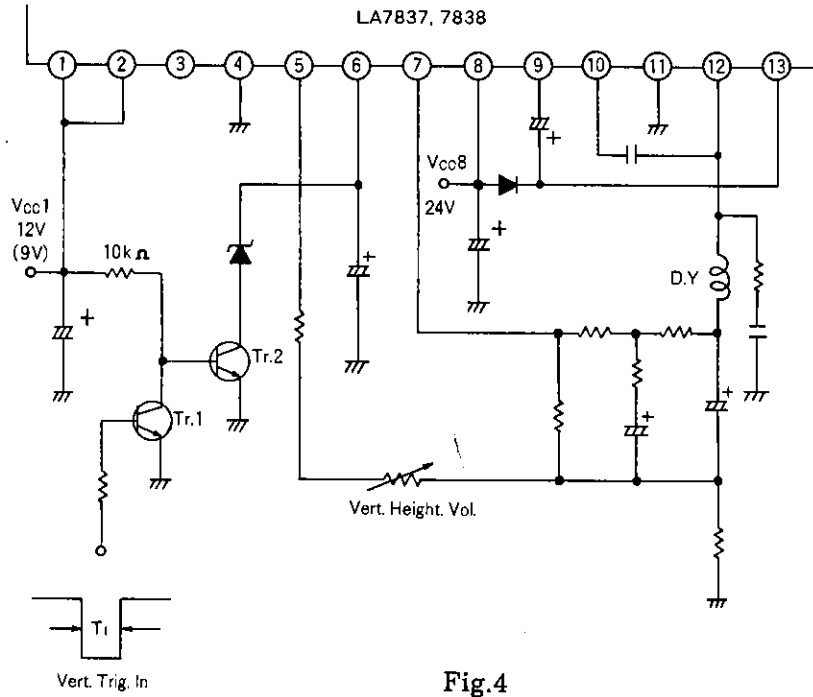 LA7837, 7838
1 2 3 4 5 6 7 8 9 10 11 12 13
Vcc1
12V
(9V)
10kΩ
+
Tr.1
Tr.2
+
Vcc8
24V
+
+
D.Y
+
+
Vert. Height. Vol.
T1
Vert. Trig. In
Fig.4